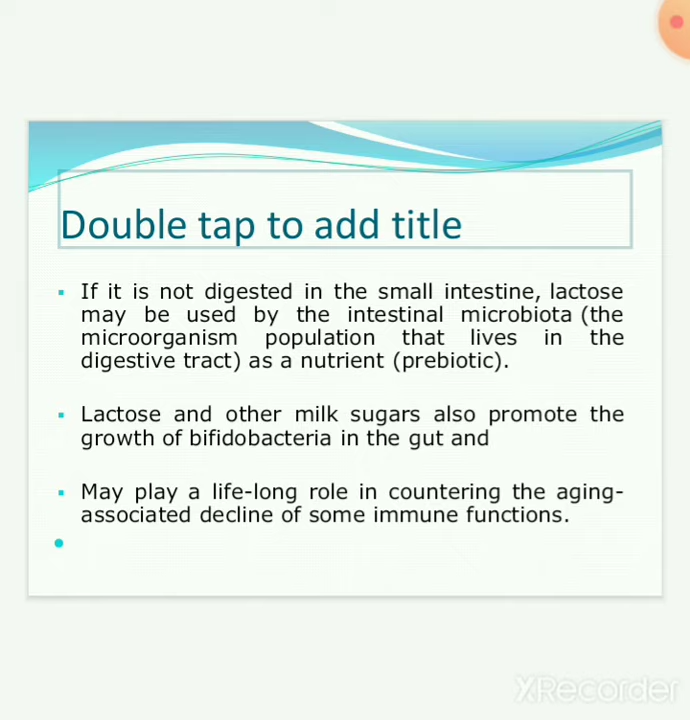 Double tap to add title
If it is not digested in the small intestine, lactose
may be used by the intestinal microbiota (the
microorganism population that lives in the
digestive tract) as a nutrient (prebiotic).
Lactose and other milk sugars also promote the
growth of bifidobacteria in the gut and
May play a life-long role in countering the aging-
associated decline of some immune functions.
XRecorder